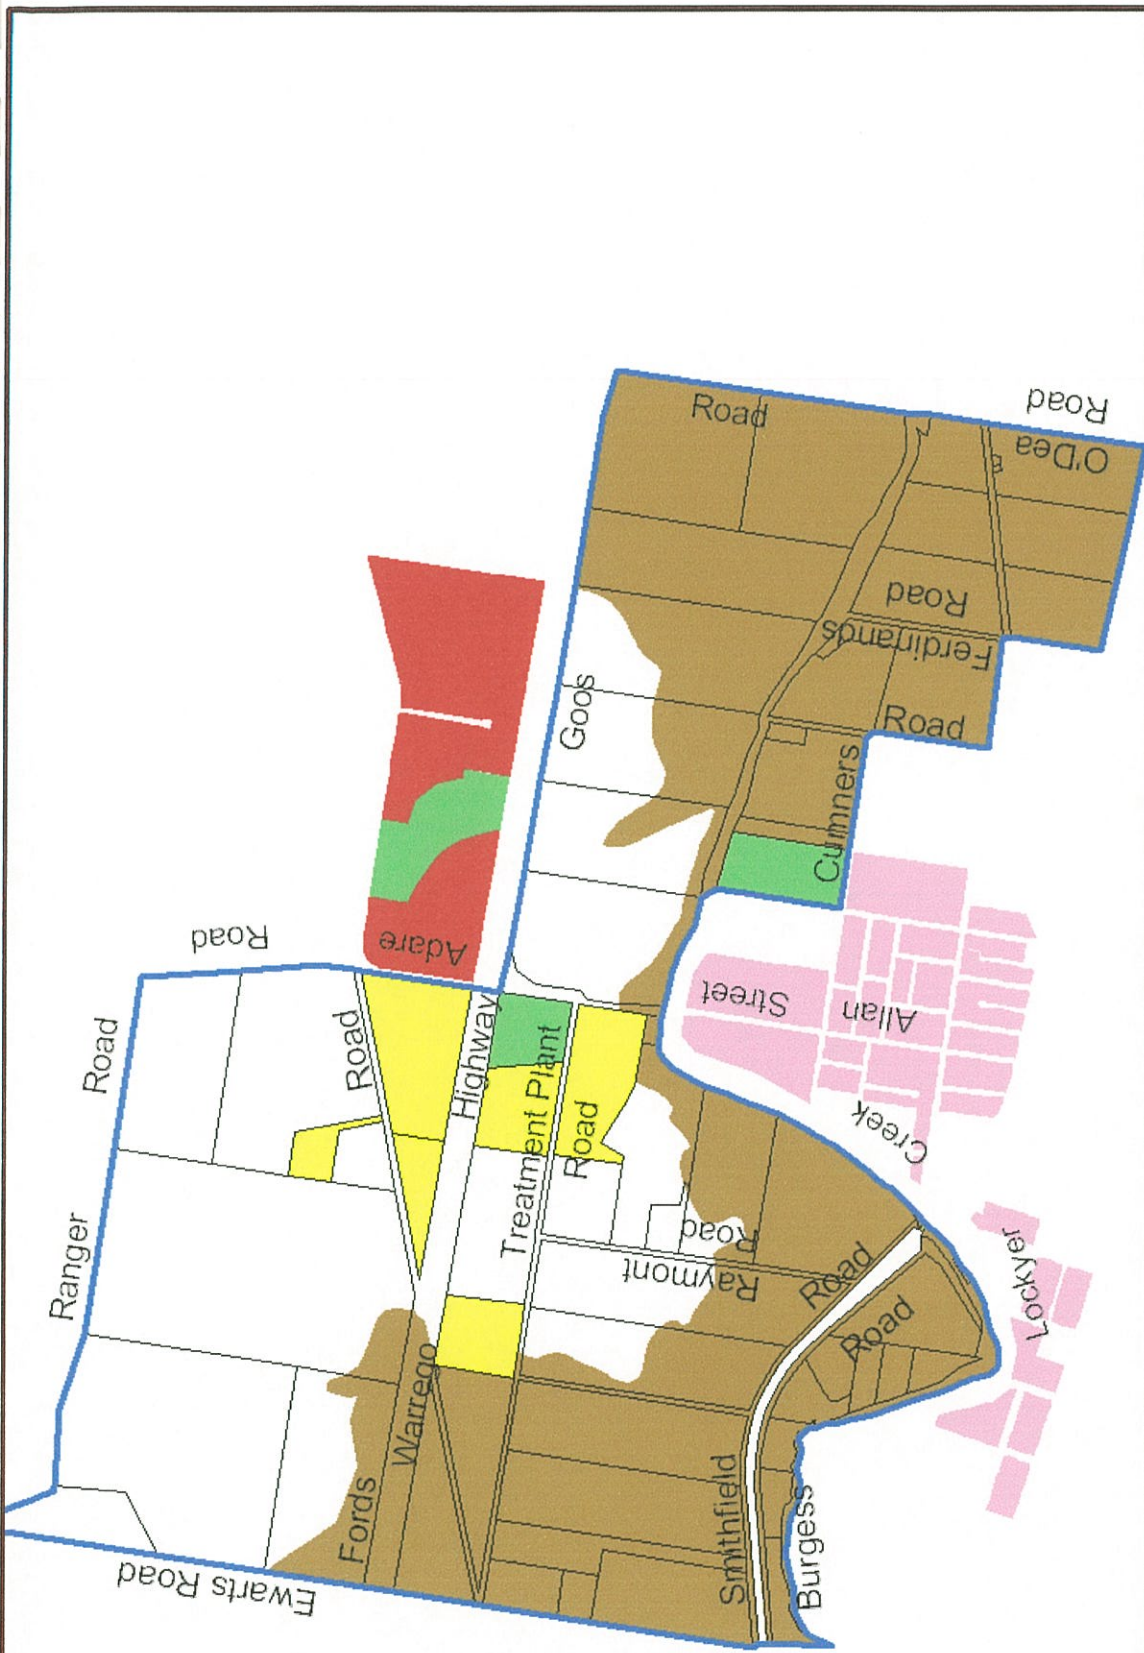 Road
Road
O'Dea
Road
Ferdinands
Goos
Road
Cumners
Road
Adare
Road
Road
Highway
Treatment Plant
Road
Street
Allan
Creek
Ranger
Raymont
Road
Road
Road
Lockyer
Warrego
Fords
Smithfield
Burgess
Ewarts Road